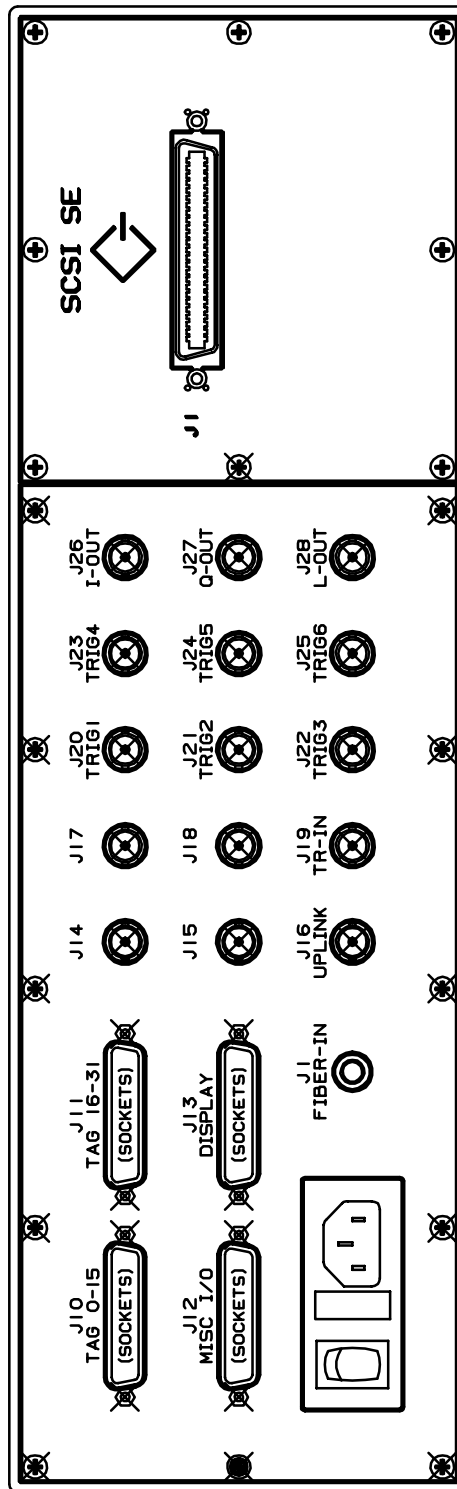 J10
TAG 0-15
(SOCKETS)
J11
TAG 16-31
(SOCKETS)
J14
J17
J20
TRIG1
J23
TRIG4
J26
I-OUT
SCSI SE
J12
MISC I/O
(SOCKETS)
J13
DISPLAY
(SOCKETS)
J15
J18
J21
TRIG2
J24
TRIG5
J27
Q-OUT
J1
J1
FIBER-IN
J16
UPLINK
J19
TR-IN
J22
TRIG3
J25
TRIG6
J28
L-OUT